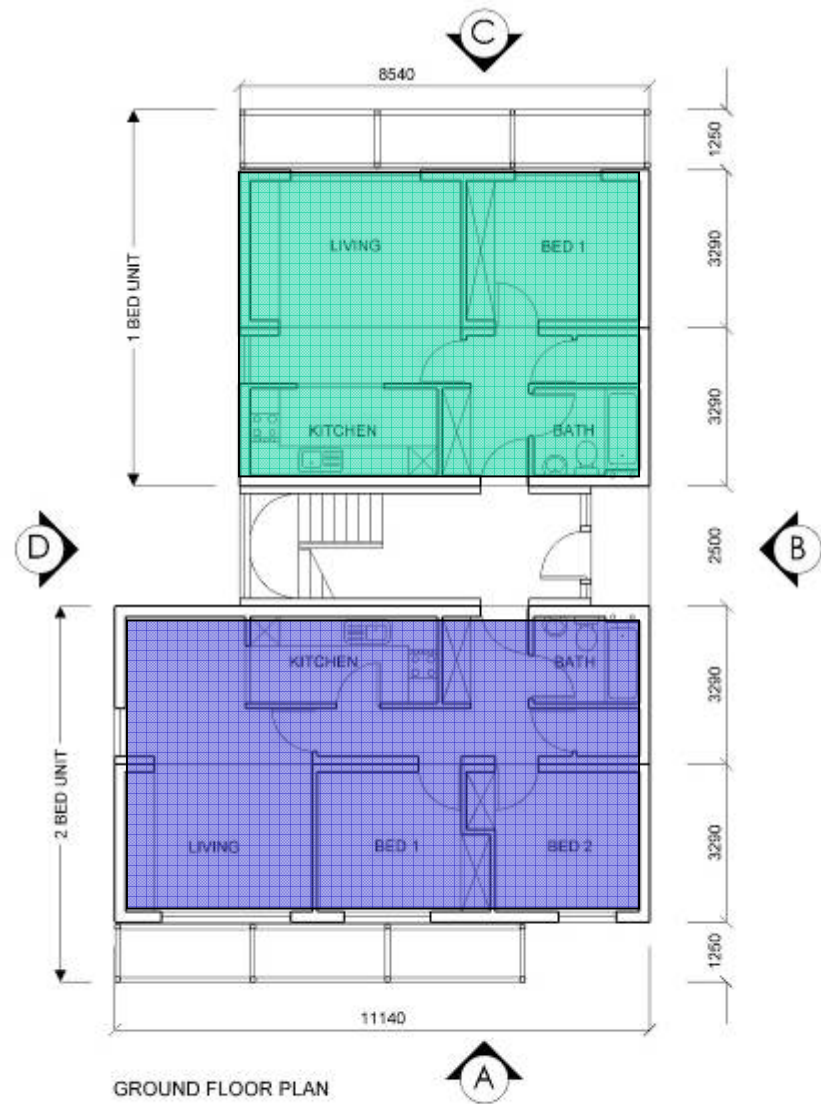 C
8540
1250
1 BED UNIT
LIVING
BED 1
3290
3290
KITCHEN
BATH
D
2500
B
KITCHEN
BATH
3290
2 BED UNIT
LIVING
BED 1
BED 2
3290
1250
11140
GROUND FLOOR PLAN
A